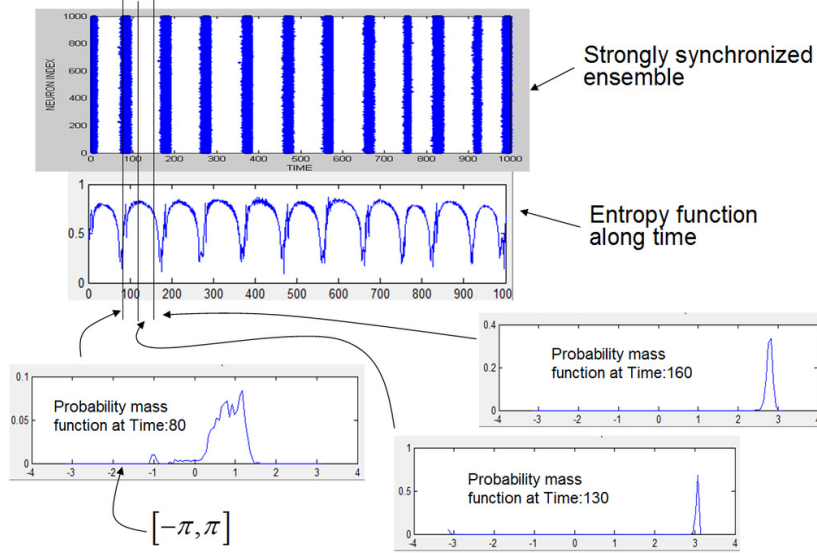 1000
800
600
400
200
0
NEURON INDEX
0 100 200 300 400 500 600 700 800 900 1000
TIME
Strongly synchronized
ensemble
1
0.5
0
0 100 200 300 400 500 600 700 800 900 100
Entropy function
along time
0.4
0.2
0
Probability mass
function at Time:160
-4 -3 -2 -1 0 1 2 3 4
0.1
0.05
0
Probability mass
function at Time:80
-4 -3 -2 -1 0 1 2 3 4
1
0.5
0
Probability mass
function at Time:130
-4 -3 -2 -1 0 1 2 3 4
[-π,π]